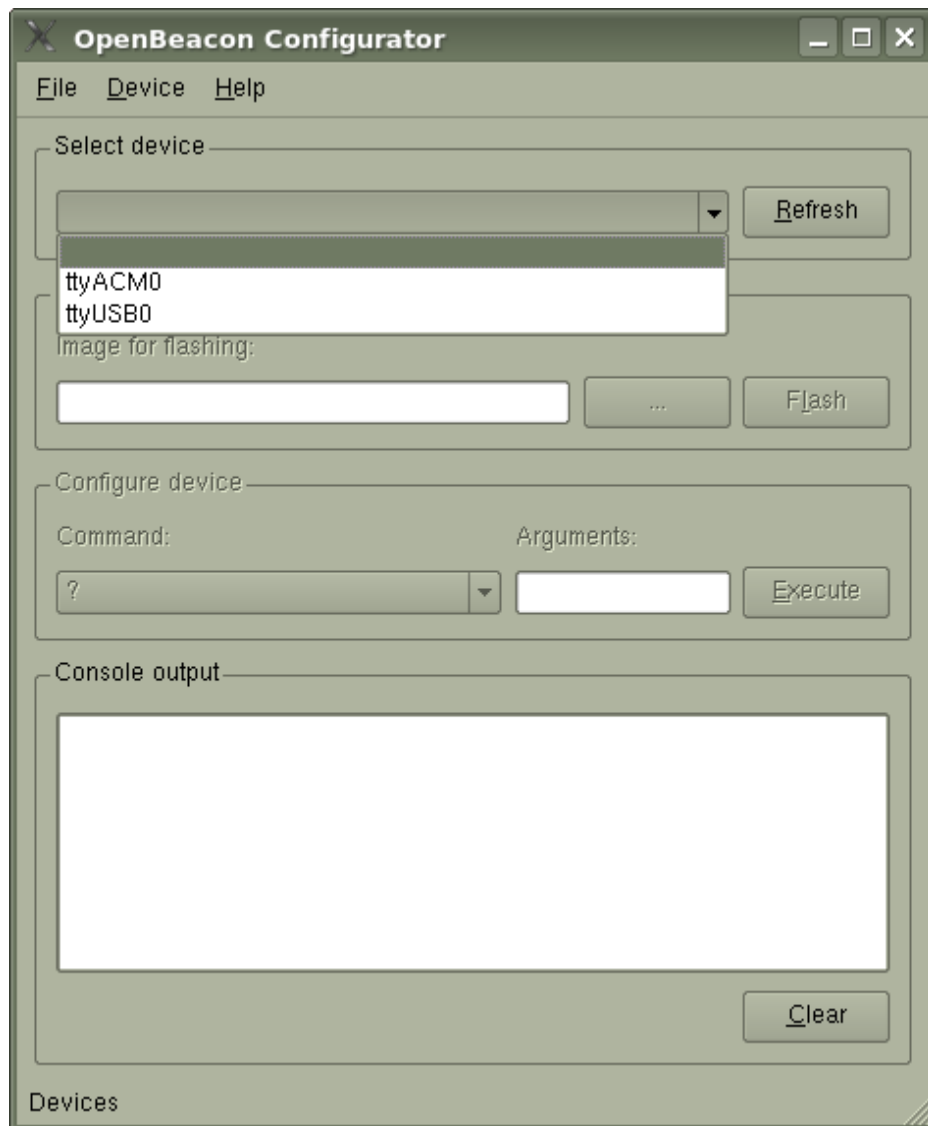 OpenBeacon Configurator
File Device Help
Select device
Refresh
ttyACM0
ttyUSB0
Image for flashing:
... Flash
Configure device
Command: Arguments:
? Execute
Console output
Clear
Devices